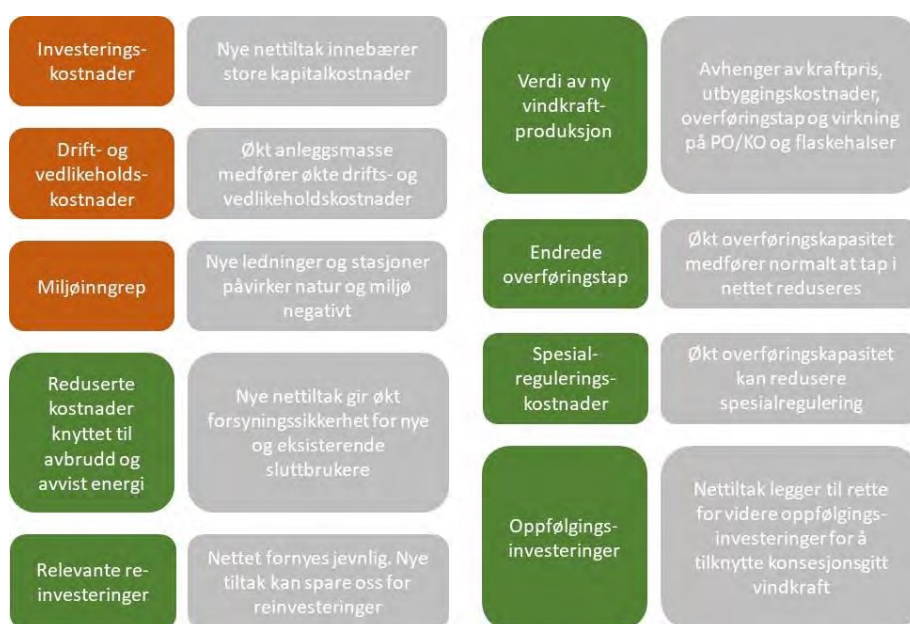 Investerings-
kostnader
Nye nettiltak innebærer
store kapitalkostnader
Drift- og
vedlikeholds-
kostnader
Økt anleggsmasse
medfører økte drifts- og
vedlikeholdskostnader
Miljøinngrep
Nye ledninger og stasjoner
påvirker natur og miljø
negativt
Reduserte
kostnader
knyttet til
avbrudd og
avvist energi
Nye nettiltak gir økt
forsyningssikkerhet for nye
og eksisterende
sluttbrukere
Relevante re-
investeringer
Nettet fornyes jevnlig. Nye
tiltak kan spare oss for
reinvesteringer
Verdi av ny
vindkraft-
produksjon
Avhenger av kraftpris,
utbyggingskostnader,
overføringstap og virkning
på PO/KO og flaskehalser
Endrede
overføringstap
Økt overføringskapasitet
medfører normalt at tap i
nettet reduseres
Spesial-
regulerings-
kostnader
Økt overføringskapasitet
kan redusere
spesialregulering
Oppfølgings-
investeringer
Nettiltak legger til rette
for videre oppfølgings-
investeringer for å
tilknytte konsesjonsgitt
vindkraft